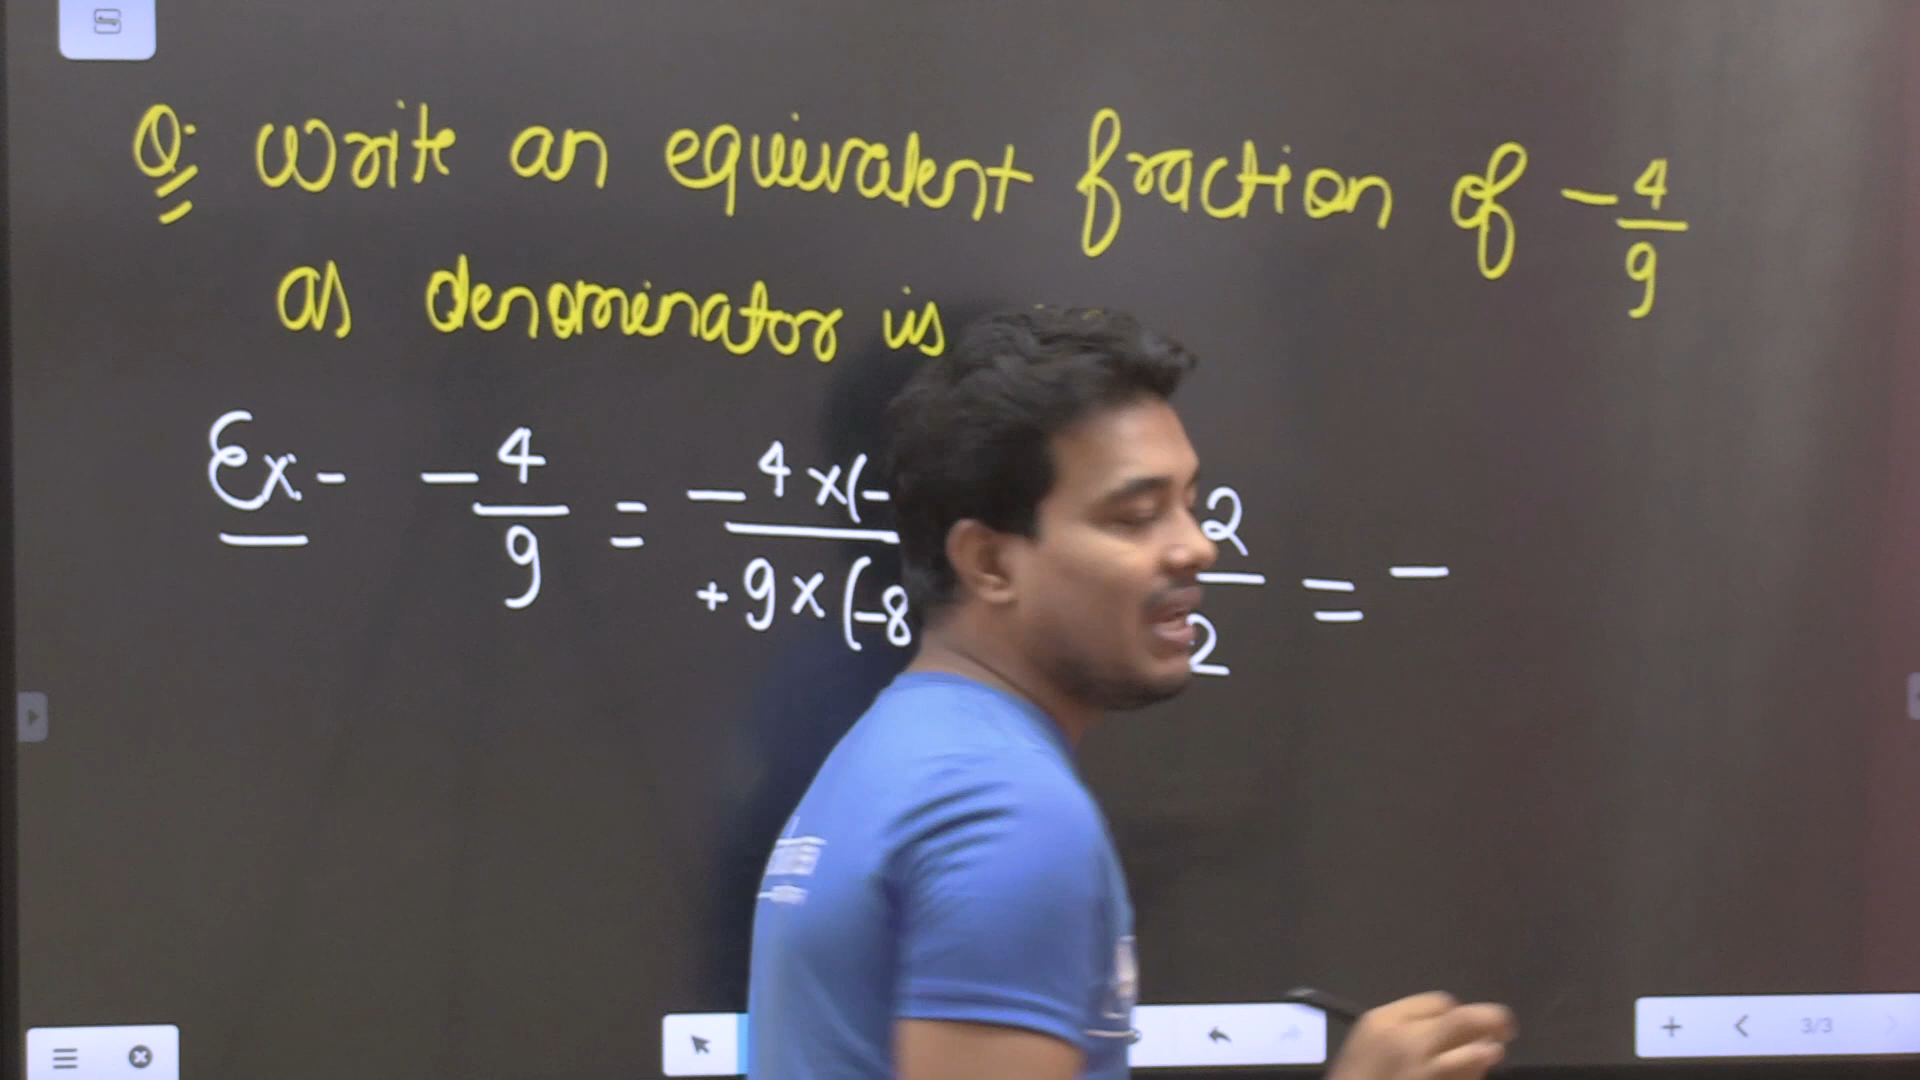 Q. Write an equivalent fraction of - 4/9
as denominator is
Ex - - 4/9 = - 4 × (- / + 9 × (-8 2/2 = -
3/3